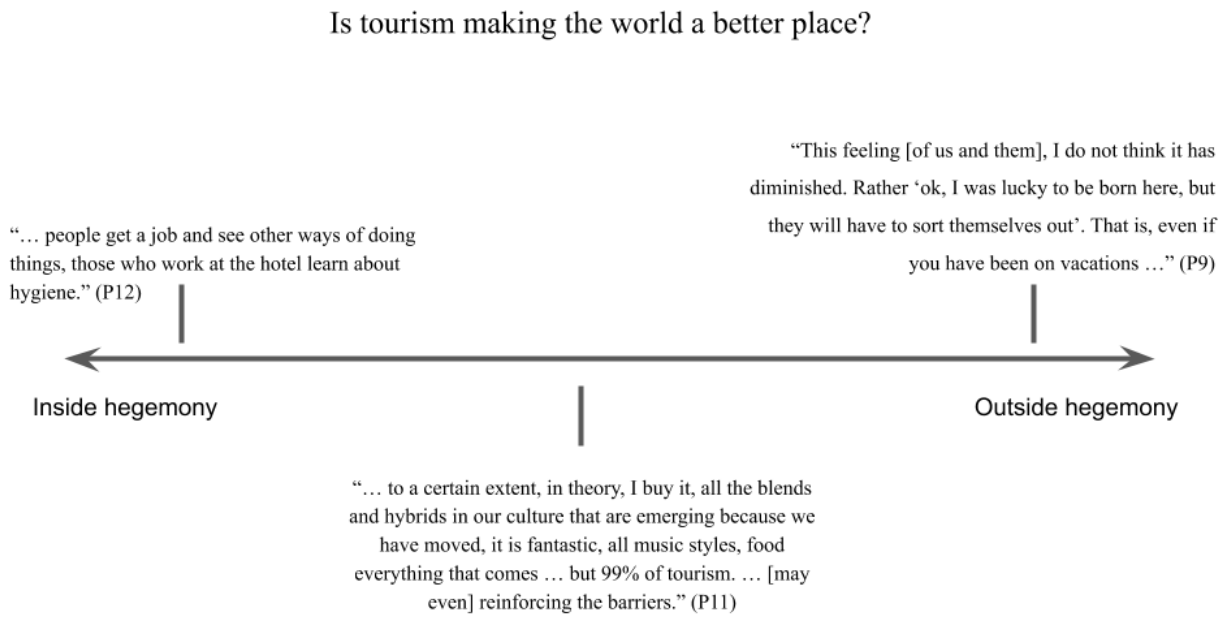 Is tourism making the world a better place?
“This feeling [of us and them], I do not think it has
diminished. Rather ‘ok, I was lucky to be born here, but
they will have to sort themselves out’. That is, even if
you have been on vacations …” (P9)
“… people get a job and see other ways of doing
things, those who work at the hotel learn about
hygiene.” (P12)
Inside hegemony
Outside hegemony
“… to a certain extent, in theory, I buy it, all the blends
and hybrids in our culture that are emerging because we
have moved, it is fantastic, all music styles, food
everything that comes … but 99% of tourism. … [may
even] reinforcing the barriers.” (P11)